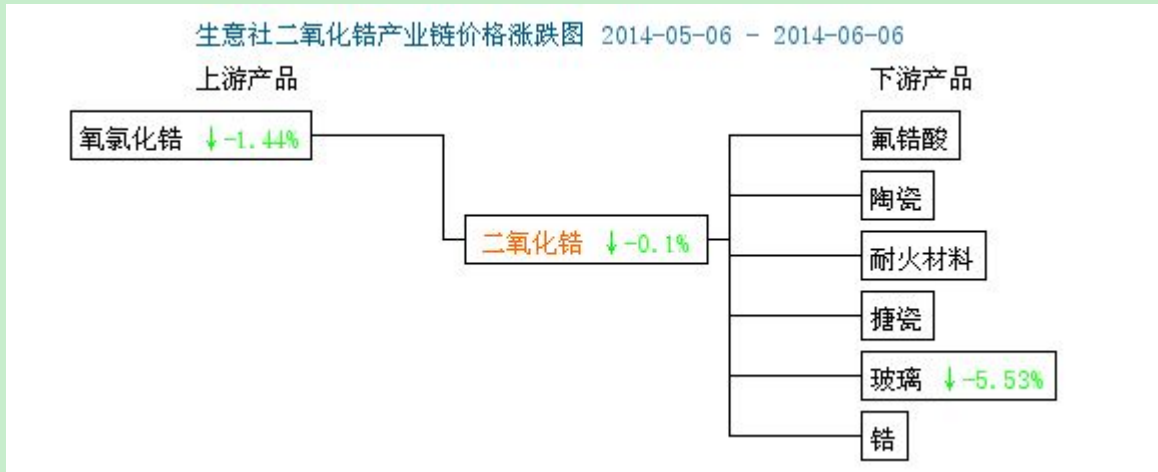 生意社二氧化锆产业链价格涨跌图 2014-05-06 - 2014-06-06
上游产品
下游产品
氧氯化锆 ↓-1.44%
二氧化锆 ↓-0.1%
氟锆酸
陶瓷
耐火材料
搪瓷
玻璃 ↓-5.53%
锆